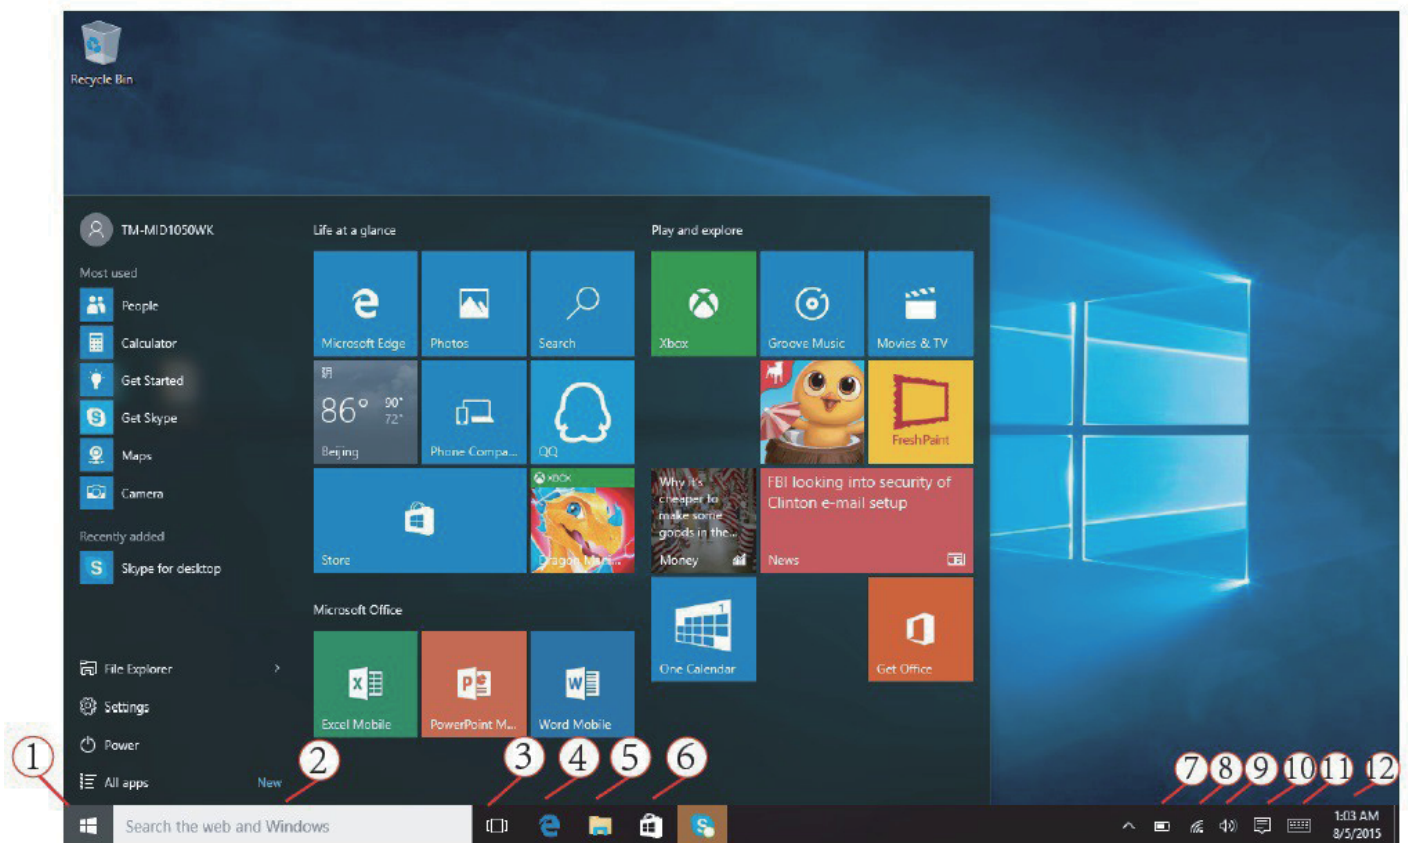 Recycle Bin
TM-MID1050WK
Most used
People
Calculator
Get Started
Get Skype
Maps
Camera
Recently added
Skype for desktop
File Explorer
Settings
Power
All apps New
Life at a glance
Microsoft Edge
Photos
Search
86° 90°
72°
Beijing
Phone Compa...
QQ
Store
XBOX
Dragon Mani...
Microsoft Office
Excel Mobile
PowerPoint M...
Word Mobile
Play and explore
Xbox
Groove Music
Movies & TV
FreshPaint
Why it's
cheaper to
make some
goods in the...
Money
FBI looking into security of
Clinton e-mail setup
News
One Calendar
Get Office
1
2
3
4
5
6
7
8
9
10
11
12
Search the web and Windows
1:03 AM
8/5/2015